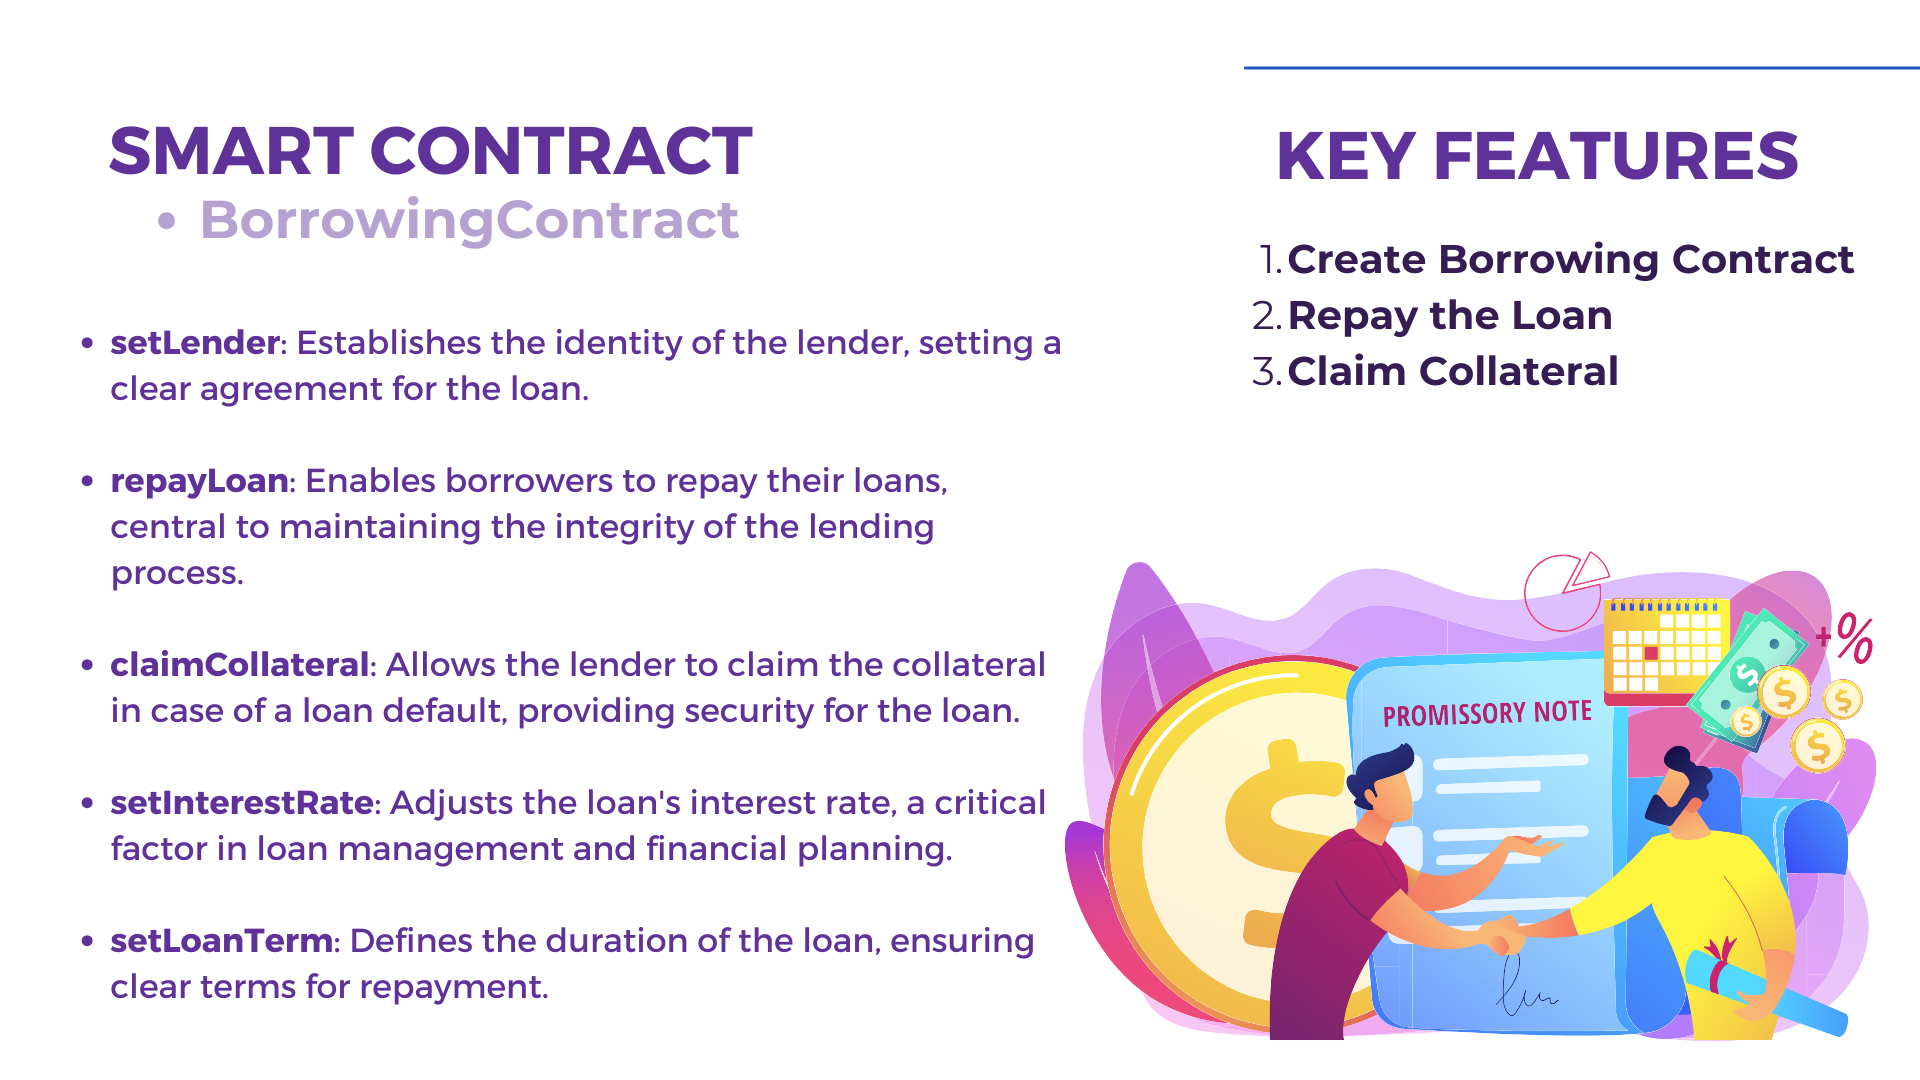 SMART CONTRACT
• BorrowingContract
• setLender: Establishes the identity of the lender, setting a
clear agreement for the loan.
• repayLoan: Enables borrowers to repay their loans,
central to maintaining the integrity of the lending
process.
• claimCollateral: Allows the lender to claim the collateral
in case of a loan default, providing security for the loan.
• setInterestRate: Adjusts the loan's interest rate, a critical
factor in loan management and financial planning.
• setLoanTerm: Defines the duration of the loan, ensuring
clear terms for repayment.
KEY FEATURES
1. Create Borrowing Contract
2. Repay the Loan
3. Claim Collateral
+%
PROMISSORY NOTE